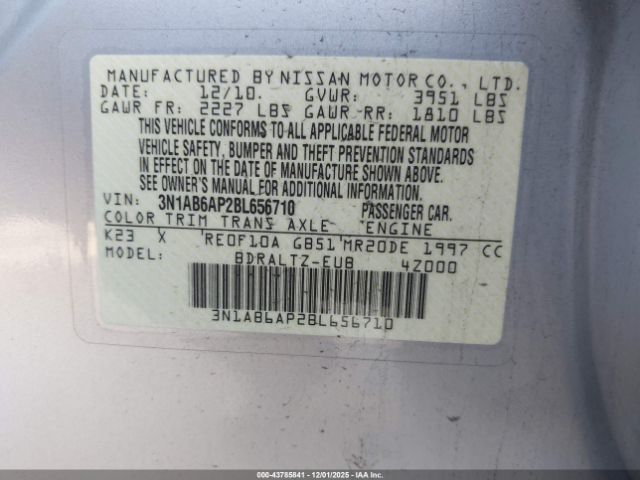 MANUFACTURED BY NISSAN MOTOR CO., LTD.
DATE: 12/10. GVWR: 3951 LBS
GAWR FR: 2227 LBS GAWR-RR: 1810 LBS
THIS VEHICLE CONFORMS TO ALL APPLICABLE FEDERAL MOTOR
VEHICLE SAFETY, BUMPER AND THEFT PREVENTION STANDARDS
IN EFFECT ON THE DATE OF MANUFACTURE SHOWN ABOVE.
SEE OWNER'S MANUAL FOR ADDITIONAL INFORMATION.
VIN: 3N1AB6AP2BL656710 PASSENGER CAR.
COLOR TRIM TRANS AXLE ENGINE
K23 X RE0F10A GB51 MR20DE 1997 CC
MODEL: BDRALTZ-EUB 4Z000
3N1AB6AP2BL656710
000-43785841 | 12/01/2025 - IAA Inc.